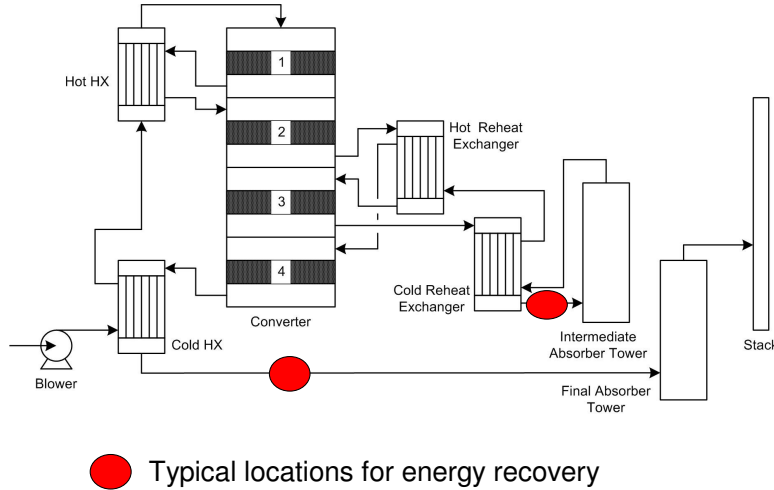 Hot HX
1
2
Hot Reheat
Exchanger
3
4
Cold Reheat
Exchanger
Converter
Cold HX
Intermediate
Absorber Tower
Stack
Blower
Final Absorber
Tower
Typical locations for energy recovery